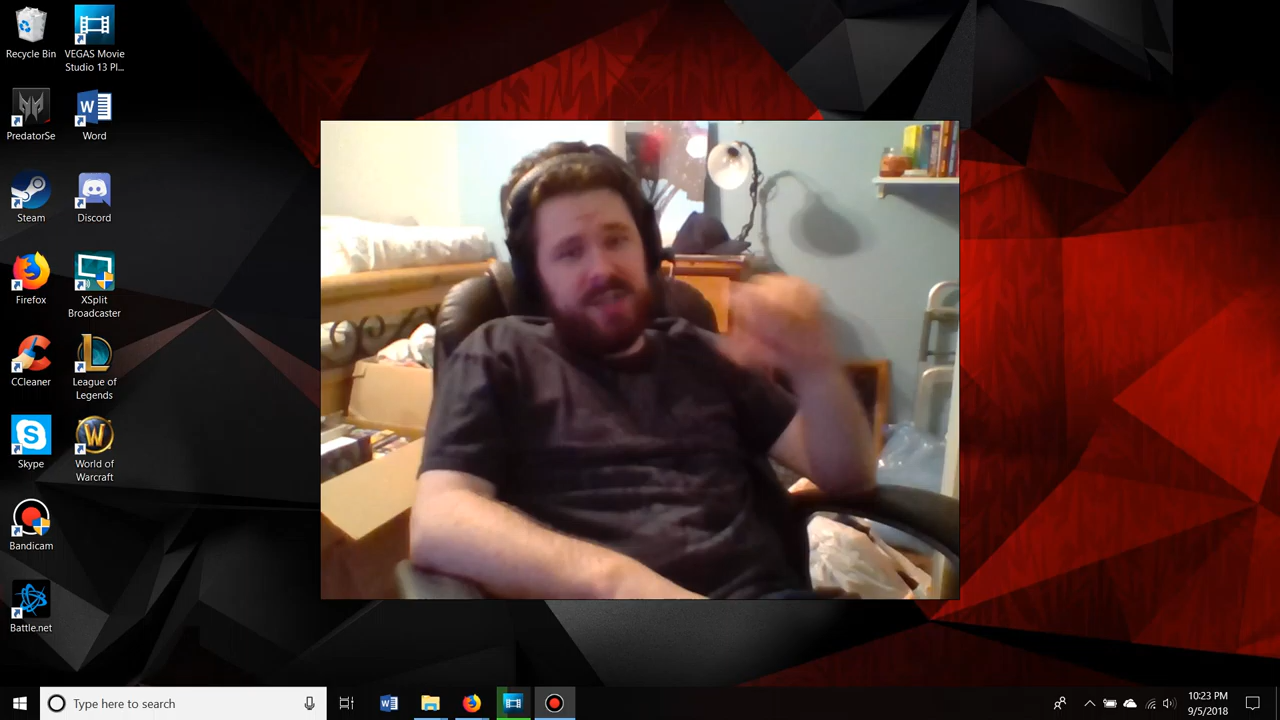 Recycle Bin
VEGAS Movie
Studio 13 Pl...
PredatorSe
Word
Steam
Discord
Firefox
XSplit
Broadcaster
CCleaner
League of
Legends
Skype
World of
Warcraft
Bandicam
Battle.net
Type here to search
10:23 PM
9/5/2018